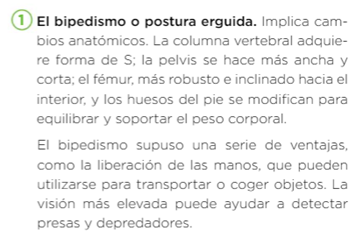 1 El bipedismo o postura erguida. Implica cam-
bios anatómicos. La columna vertebral adquie-
re forma de S; la pelvis se hace más ancha y
corta; el fémur, más robusto e inclinado hacia el
interior, y los huesos del pie se modifican para
equilibrar y soportar el peso corporal.
El bipedismo supuso una serie de ventajas,
como la liberación de las manos, que pueden
utilizarse para transportar o coger objetos. La
visión más elevada puede ayudar a detectar
presas y depredadores.